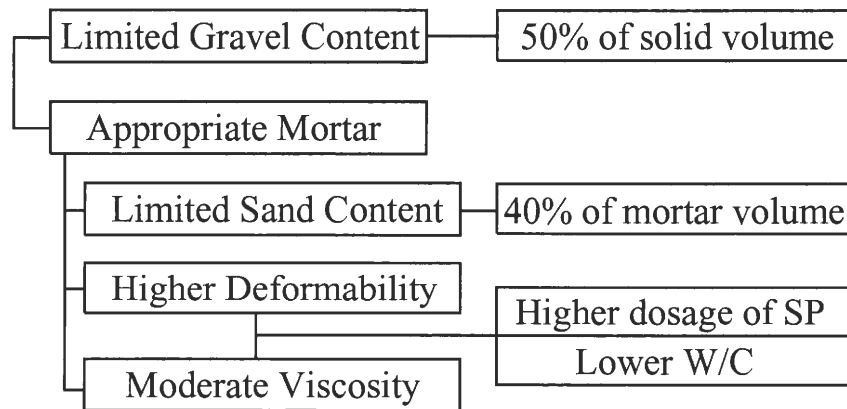 Limited Gravel Content
50% of solid volume
Appropriate Mortar
Limited Sand Content
40% of mortar volume
Higher Deformability
Higher dosage of SP
Lower W/C
Moderate Viscosity